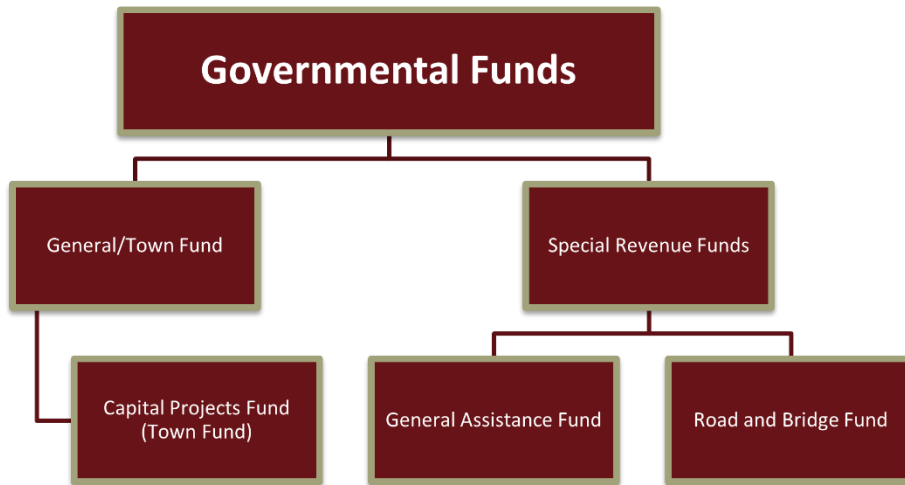 Governmental Funds
General/Town Fund
Special Revenue Funds
Capital Projects Fund
(Town Fund)
General Assistance Fund
Road and Bridge Fund